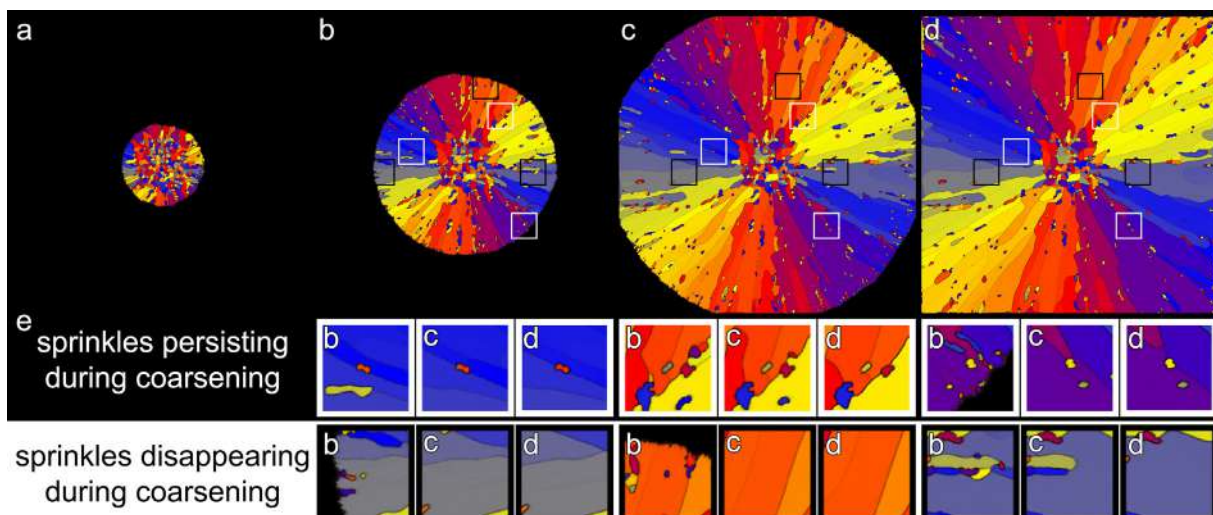 a
b
c
d
e
sprinkles persisting
during coarsening
b c d b c d b c d
sprinkles disappearing
during coarsening
b c d b c d b c d